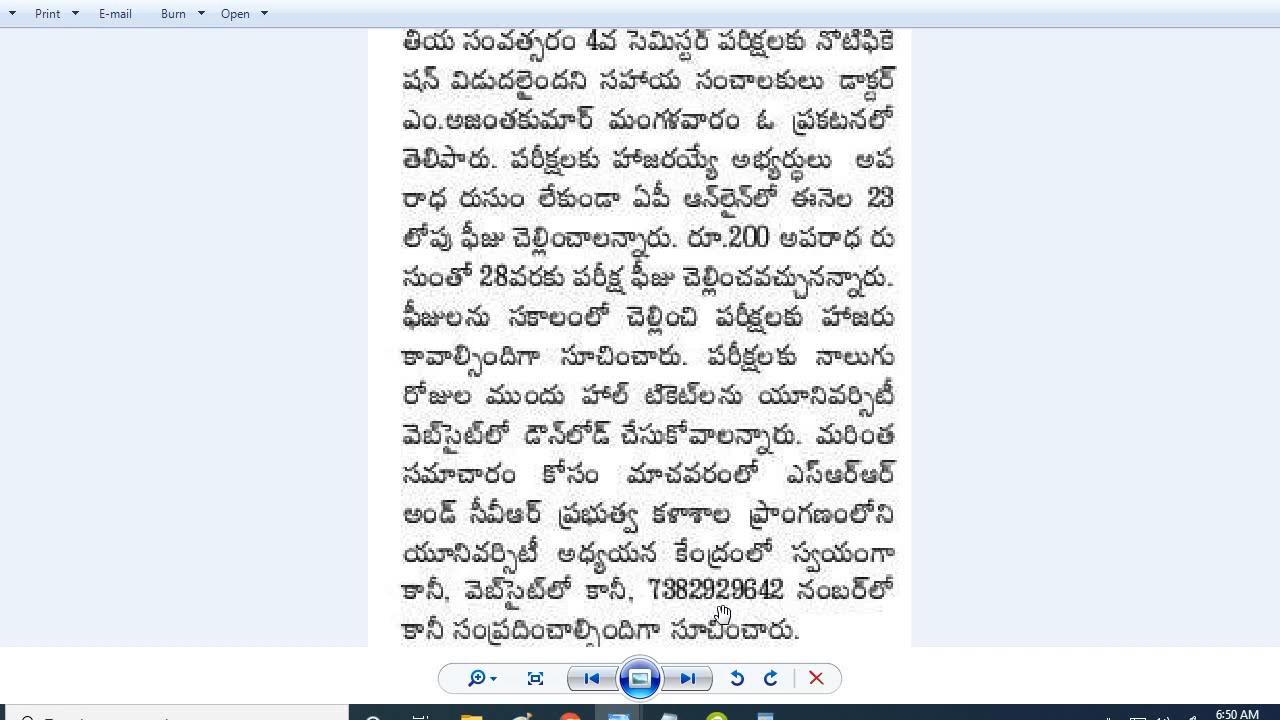 Print
E-mail
Burn
Open
తీయ సంవత్సరం 4వ సెమిస్టర్ పరీక్షలకు నోటిఫికే
షన్ విడుదలైందని సహాయ సంచాలకులు డాక్టర్
ఎం.అజంతకుమార్ మంగళవారం ఓ ప్రకటనలో
తెలిపారు. పరీక్షలకు హాజరయ్యే అభ్యర్థులు అప
రాధ రుసుం లేకుండా ఏపీ ఆన్‌లైన్‌లో ఈనెల 23
లోపు ఫీజు చెల్లించాలన్నారు. రూ.200 అపరాధ రు
సుంతో 28వరకు పరీక్ష ఫీజు చెల్లించవచ్చునన్నారు.
ఫీజులను సకాలంలో చెల్లించి పరీక్షలకు హాజరు
కావాల్సిందిగా సూచించారు. పరీక్షలకు నాలుగు
రోజుల ముందు హాల్ టికెట్‌లను యూనివర్సిటీ
వెబ్‌సైట్‌లో డౌన్‌లోడ్ చేసుకోవాలన్నారు. మరింత
సమాచారం కోసం మాచవరంలో ఎస్ఆర్ఆర్
అండ్ సీవీఆర్ ప్రభుత్వ కళాశాల ప్రాంగణంలోని
యూనివర్సిటీ అధ్యయన కేంద్రంలో స్వయంగా
కానీ, వెబ్‌సైట్‌లో కానీ, 7382929642 నంబర్‌లో
కానీ సంప్రదించాల్సిందిగా సూచించారు.
6:50 AM